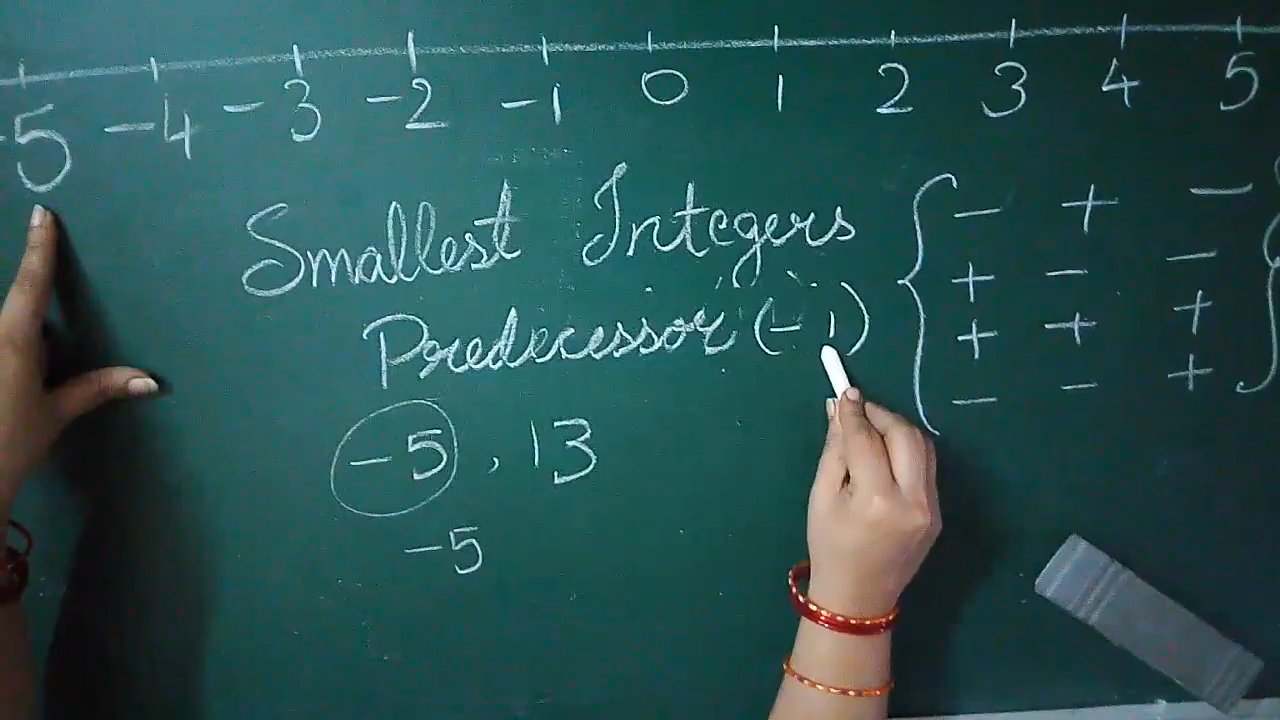 -5 -4 -3 -2 -1 0 1 2 3 4 5
Smallest Integers
Predecessor (-1)
-5, 13
-5
{ - + -
+ - -
+ + +
- - + }